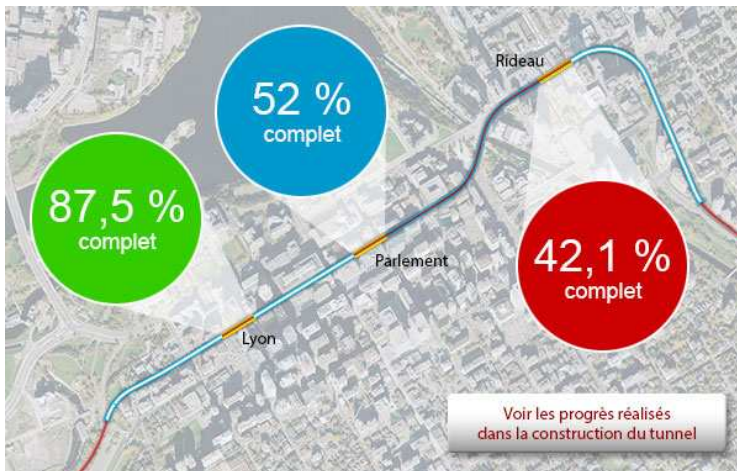 Rideau
52 %
complet
87,5 %
complet
Parlement
42,1 %
complet
Lyon
Voir les progrès réalisés
dans la construction du tunnel